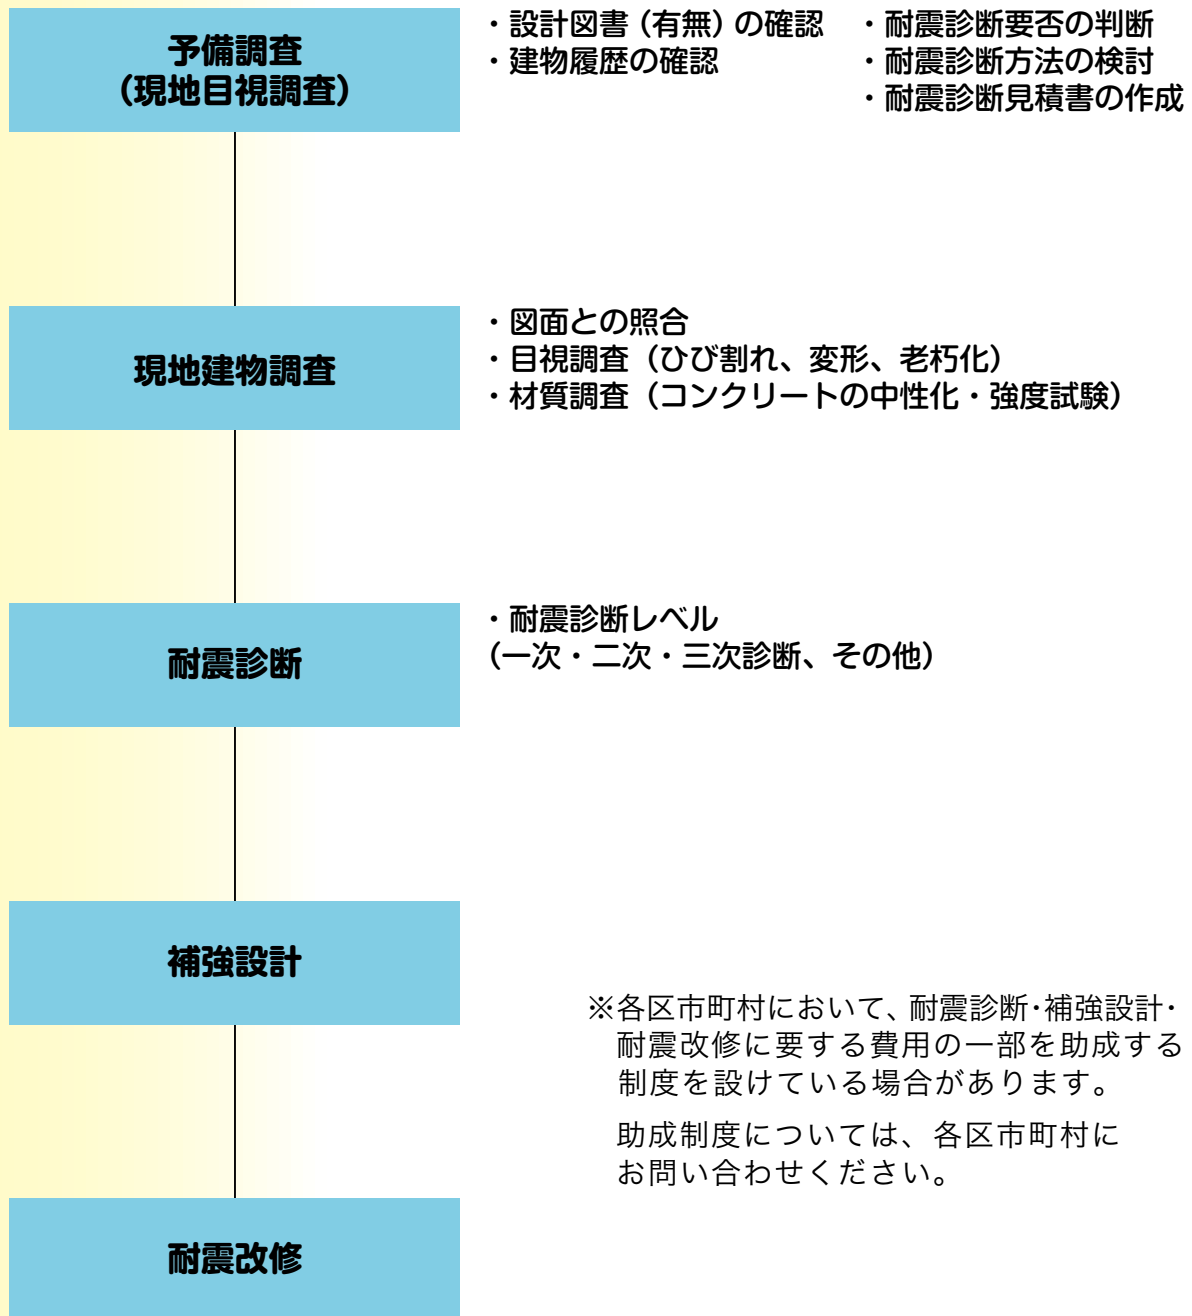 予備調査
（現地目視調査）
・設計図書（有無）の確認
・建物履歴の確認
・耐震診断要否の判断
・耐震診断方法の検討
・耐震診断見積書の作成
現地建物調査
・図面との照合
・目視調査（ひび割れ、変形、老朽化）
・材質調査（コンクリートの中性化・強度試験）
耐震診断
・耐震診断レベル
（一次・二次・三次診断、その他）
補強設計
※各区市町村において、耐震診断・補強設計・
耐震改修に要する費用の一部を助成する
制度を設けている場合があります。
助成制度については、各区市町村に
お問い合わせください。
耐震改修